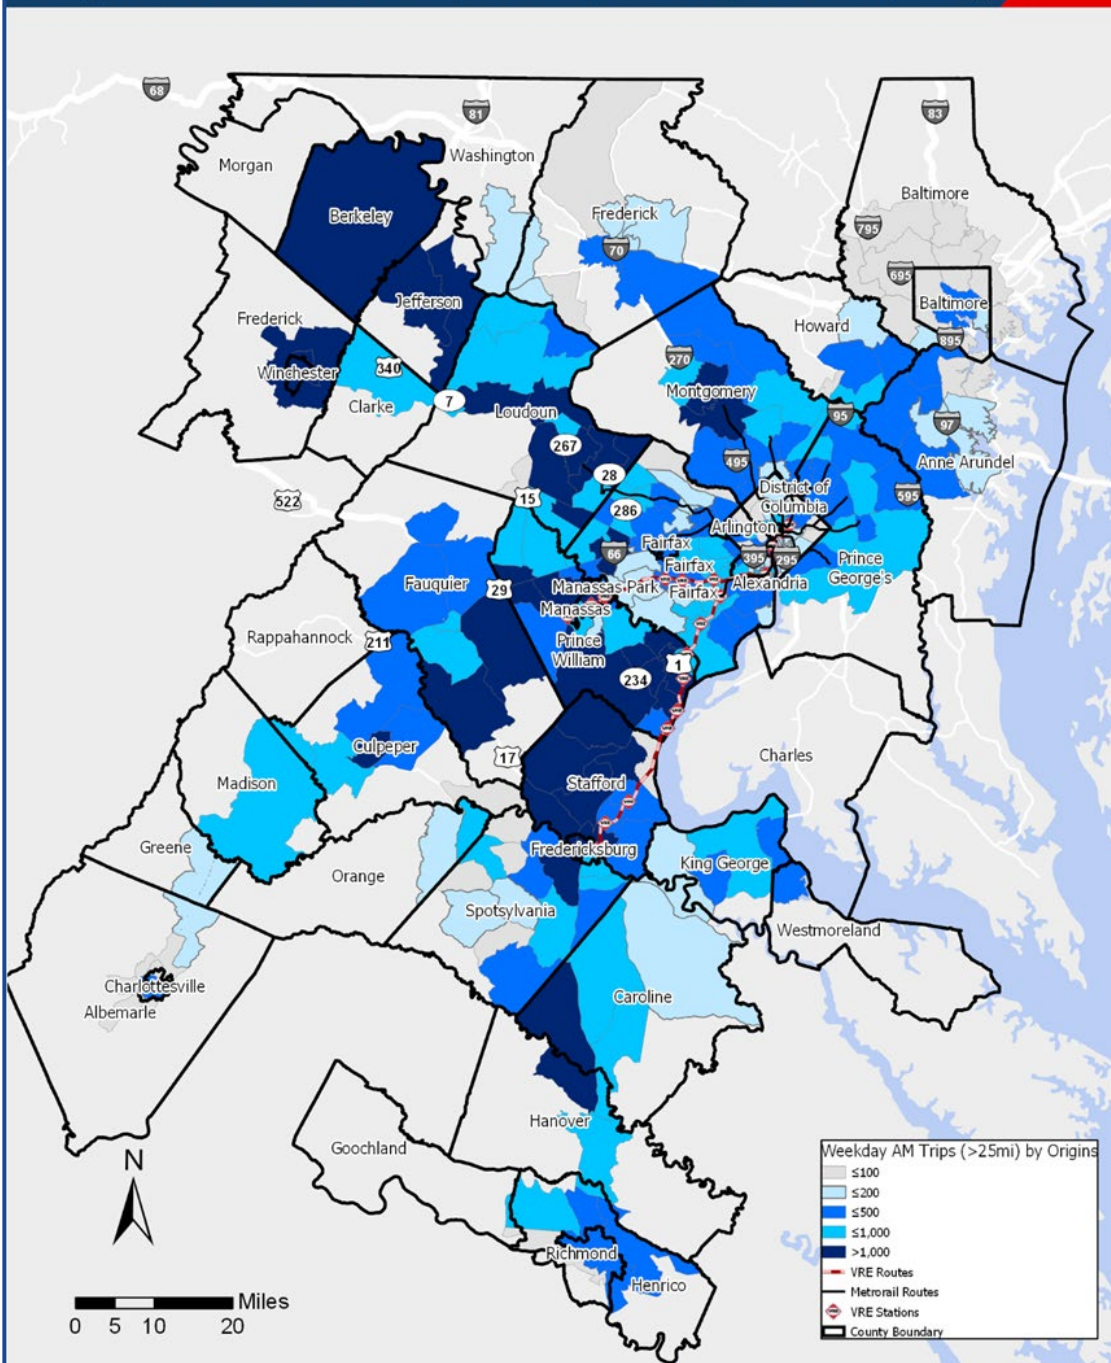 68
81
83
Morgan
Washington
Baltimore
Berkeley
Frederick
795
70
695
Jefferson
Baltimore
Frederick
Howard
895
340
270
Winchester
Montgomery
Clarke
7
Loudoun
95
97
267
495
Anne Arundel
28
District of
Columbia
522
15
595
286
Arlington
66
Fairfax
Fairfax
395
295
Prince
George's
Fauquier
29
Manassas Park
Fairfax
Alexandria
Manassas
Rappahannock
211
Prince
William
1
234
Culpeper
17
Charles
Madison
Stafford
Greene
Fredericksburg
King George
Orange
Spotsylvania
Westmoreland
Charlottesville
Caroline
Albemarle
Hanover
Goochland
N
Richmond
Henrico
Miles
0 5 10 20
Weekday AM Trips (>25mi) by Origins
≤100
≤200
≤500
≤1,000
>1,000
VRE Routes
Metrorail Routes
VRE Stations
County Boundary